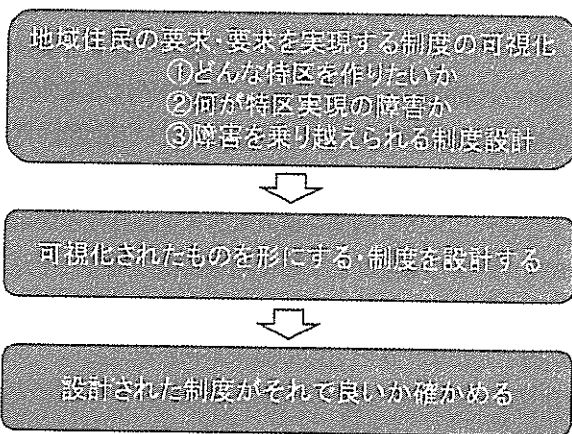 地域住民の要求・要求を実現する制度の可視化
①どんな特区を作りたいか
②何が特区実現の障害か
③障害を乗り越えられる制度設計
可視化されたものを形にする・制度を設計する
設計された制度がそれで良いか確かめる